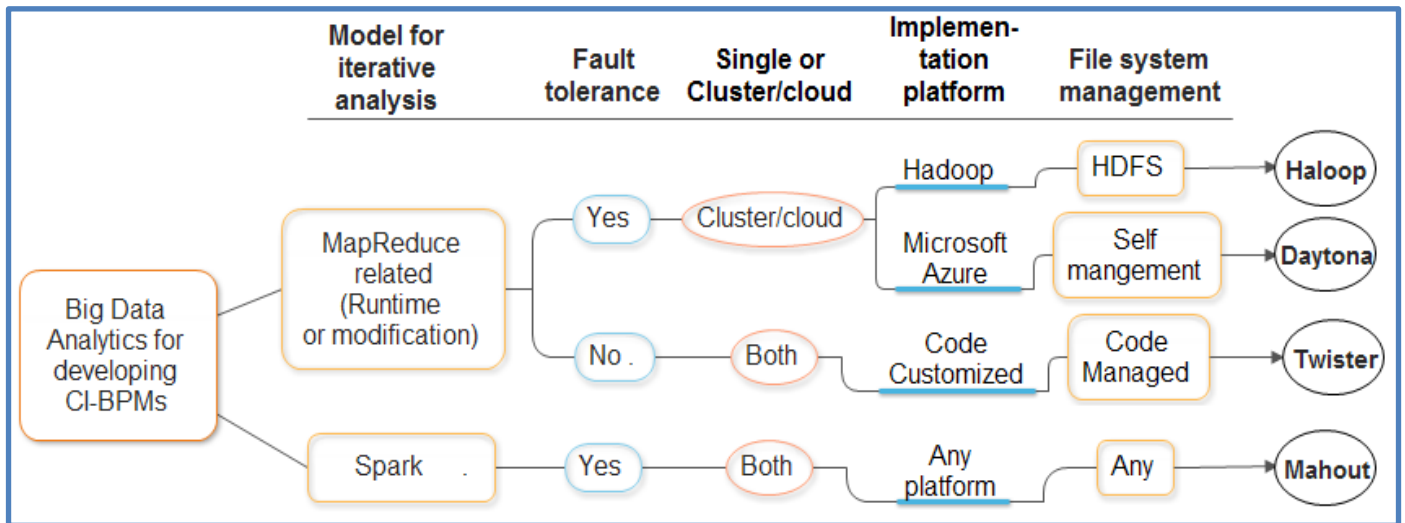 Model for
iterative
analysis
Fault
tolerance
Single or
Cluster/cloud
Implemen-
tation
platform
File system
management
Big Data
Analytics for
developing
CI-BPMs
MapReduce
related
(Runtime
or modification)
Yes
Cluster/cloud
Hadoop
HDFS
Haloop
Microsoft
Azure
Self
mangement
Daytona
No .
Both
Code
Customized
Code
Managed
Twister
Spark .
Yes
Both
Any
platform
Any
Mahout